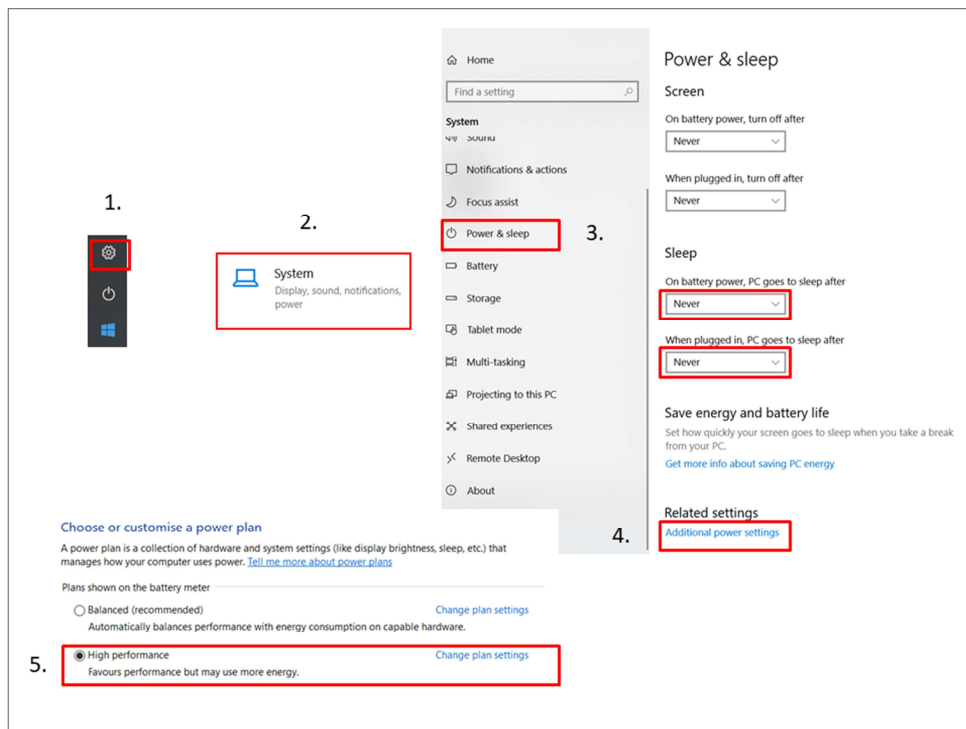 1.
2.
System
Display, sound, notifications,
power
Home
Find a setting
System
Sound
Notifications & actions
Focus assist
Power & sleep
3.
Battery
Storage
Tablet mode
Multi-tasking
Projecting to this PC
Shared experiences
Remote Desktop
About
Power & sleep
Screen
On battery power, turn off after
Never
When plugged in, turn off after
Never
Sleep
On battery power, PC goes to sleep after
Never
When plugged in, PC goes to sleep after
Never
Save energy and battery life
Set how quickly your screen goes to sleep when you take a break
from your PC.
Get more info about saving PC energy
Related settings
4.
Additional power settings
Choose or customise a power plan
A power plan is a collection of hardware and system settings (like display brightness, sleep, etc.) that
manages how your computer uses power. Tell me more about power plans
Plans shown on the battery meter
Balanced (recommended) Change plan settings
Automatically balances performance with energy consumption on capable hardware.
5.
High performance Change plan settings
Favours performance but may use more energy.